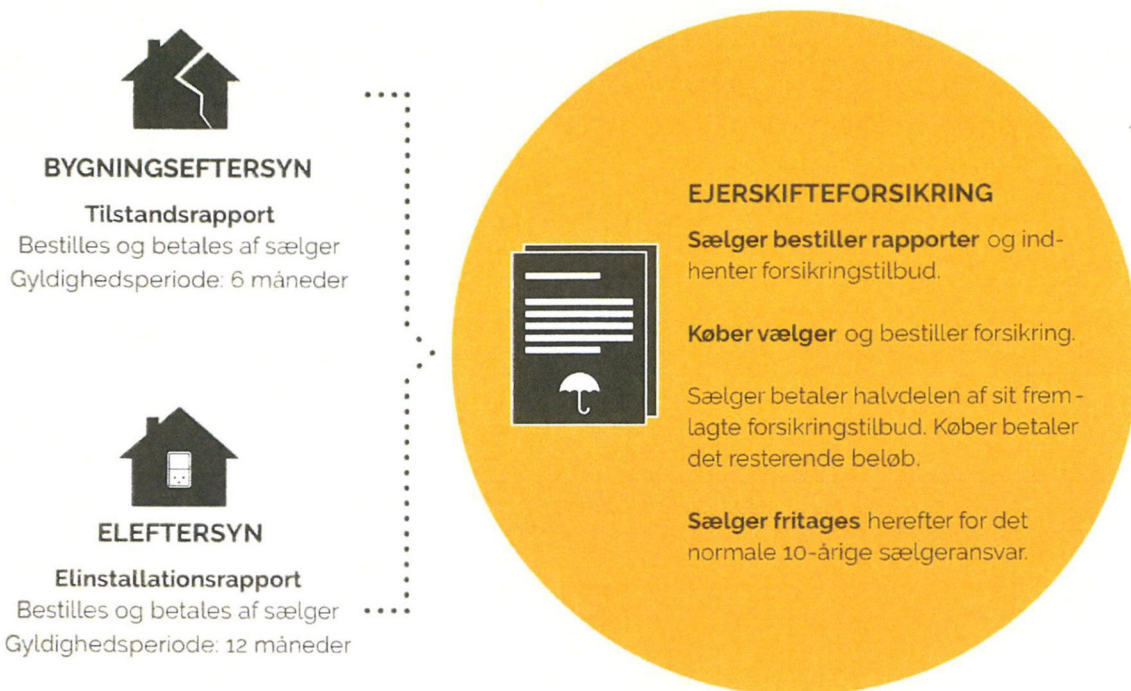 BYGNINGSEFTERSYN
Tilstandsrapport
Bestilles og betales af sælger
Gyldighedsperiode: 6 måneder
ELEFTERSYN
Elinstallationsrapport
Bestilles og betales af sælger
Gyldighedsperiode: 12 måneder
EJERSKIFTEFORSIKRING
Sælger bestiller rapporter og ind-
henter forsikringstilbud.
Køber vælger og bestiller forsikring.
Sælger betaler halvdelen af sit frem-
lagte forsikringstilbud. Køber betaler
det resterende beløb.
Sælger fritages herefter for det
normale 10-årige sælgeransvar.